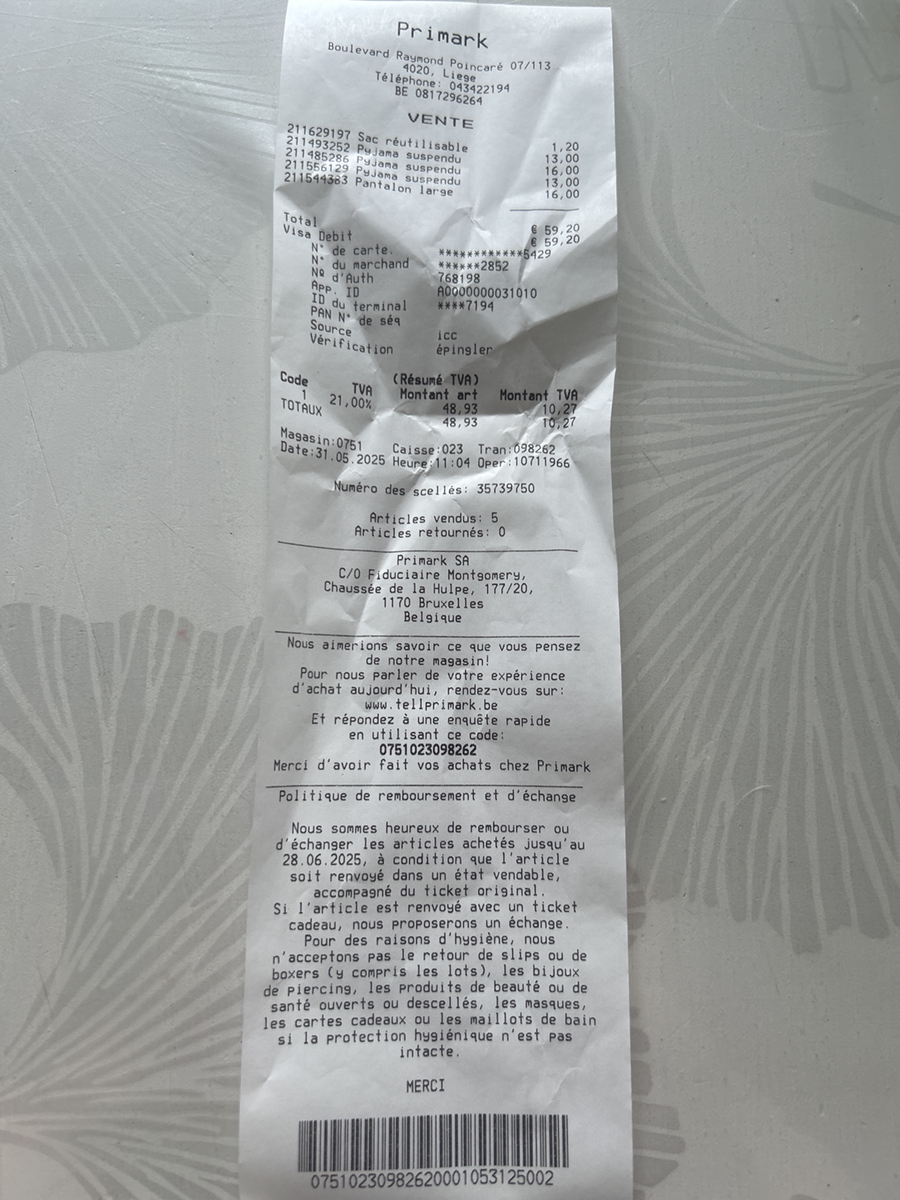 Primark
Boulevard Raymond Poincaré 07/113
4020, Liege
Téléphone: 043422194
BE 0817296264
VENTE
211629197 Sac réutilisable 1,20
211493252 Pyjama suspendu 13,00
211485286 Pyjama suspendu 16,00
211556129 Pyjama suspendu 13,00
211544383 Pantalon large 16,00
Total € 59,20
Visa Debit € 59,20
N° de carte. ************5429
N° du marchand ******2852
Nº d'Auth 768198
App. ID A0000000031010
ID du terminal ****7194
PAN N° de séq
Source icc
Vérification épingler
(Résumé TVA)
Code TVA Montant art Montant TVA
1 21,00% 48,93 10,27
TOTAUX 48,93 10,27
Magasin:0751 Caisse:023 Tran:098262
Date:31.05.2025 Heure:11:04 Oper:10711966
Numéro des scellés: 35739750
Articles vendus: 5
Articles retournés: 0
Primark SA
C/O Fiduciaire Montgomery,
Chaussée de la Hulpe, 177/20,
1170 Bruxelles
Belgique
Nous aimerions savoir ce que vous pensez
de notre magasin!
Pour nous parler de votre expérience
d'achat aujourd'hui, rendez-vous sur:
www.tellprimark.be
Et répondez à une enquête rapide
en utilisant ce code:
0751023098262
Merci d'avoir fait vos achats chez Primark
Politique de remboursement et d'échange
Nous sommes heureux de rembourser ou
d'échanger les articles achetés jusqu'au
28.06.2025, à condition que l'article
soit renvoyé dans un état vendable,
accompagné du ticket original.
Si l'article est renvoyé avec un ticket
cadeau, nous proposerons un échange.
Pour des raisons d'hygiène, nous
n'acceptons pas le retour de slips ou de
boxers (y compris les lots), les bijoux
de piercing, les produits de beauté ou de
santé ouverts ou descellés, les masques,
les cartes cadeaux ou les maillots de bain
si la protection hygiénique n'est pas
intacte.
MERCI
07510230982620001053125002